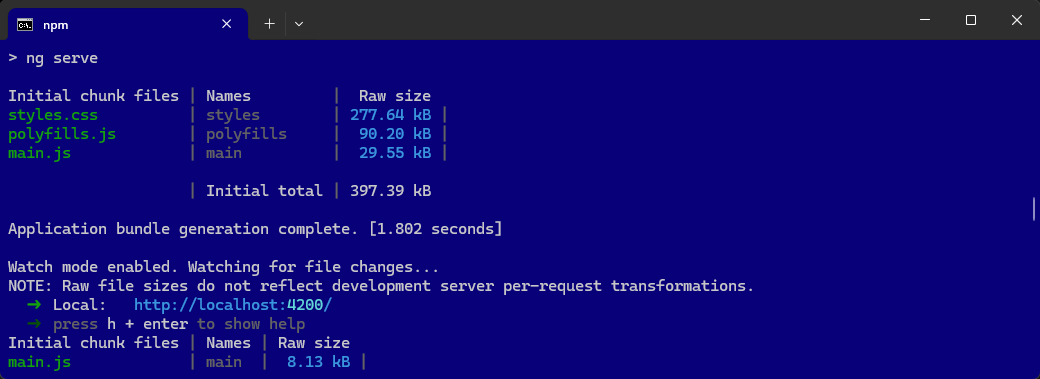 npm
> ng serve
Initial chunk files | Names         |  Raw size
styles.css          | styles        | 277.64 kB |
polyfills.js        | polyfills     |  90.20 kB |
main.js             | main          |  29.55 kB |
                    | Initial total | 397.39 kB
Application bundle generation complete. [1.802 seconds]
Watch mode enabled. Watching for file changes...
NOTE: Raw file sizes do not reflect development server per-request transformations.
  ➜ Local:   http://localhost:4200/
  ➜ press h + enter to show help
Initial chunk files | Names | Raw size
main.js             | main  |  8.13 kB |